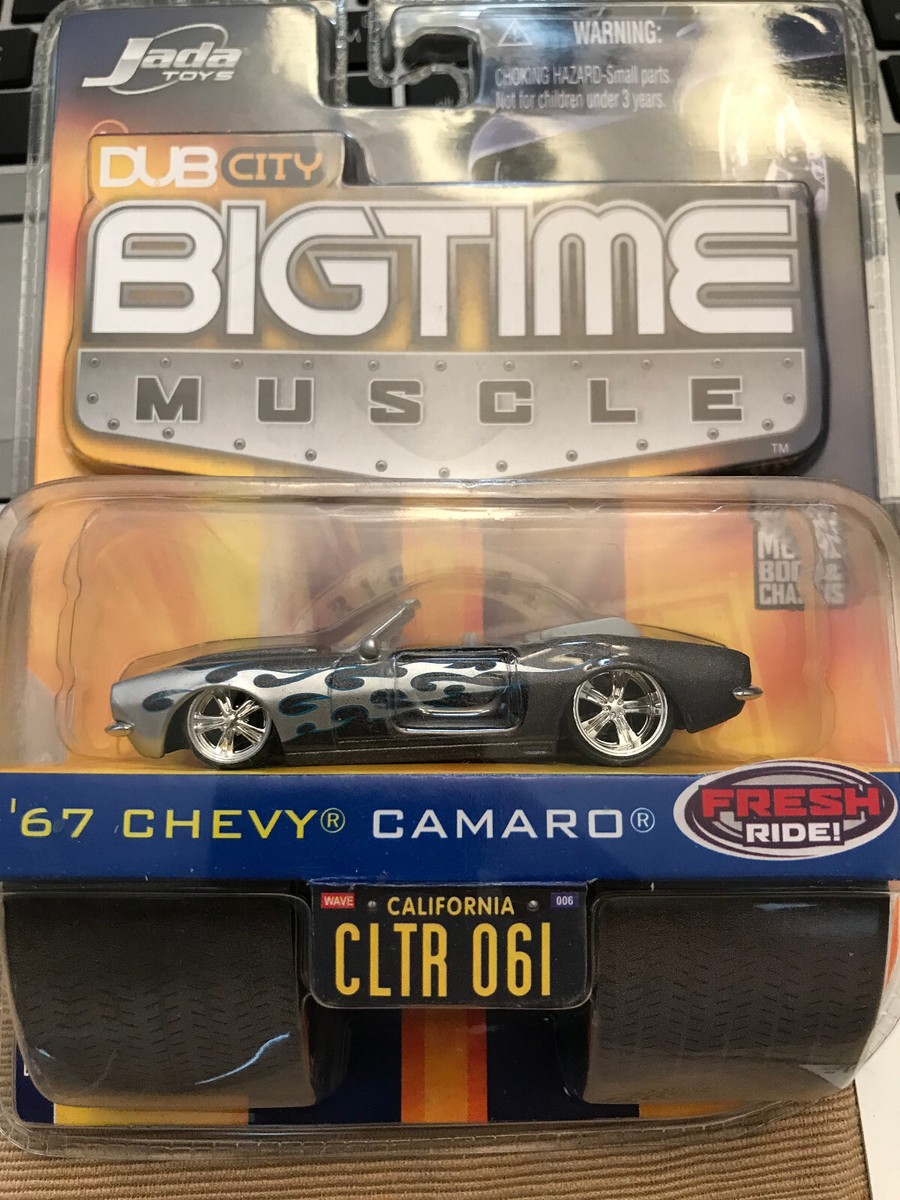 Jada
TOYS
WARNING:
CHOKING HAZARD-Small parts.
Not for children under 3 years.
DUB CITY
BIGTIME
MUSCLE
TM
'67 CHEVY® CAMARO®
FRESH
RIDE!
WAVE
006
CALIFORNIA
CLTR 061